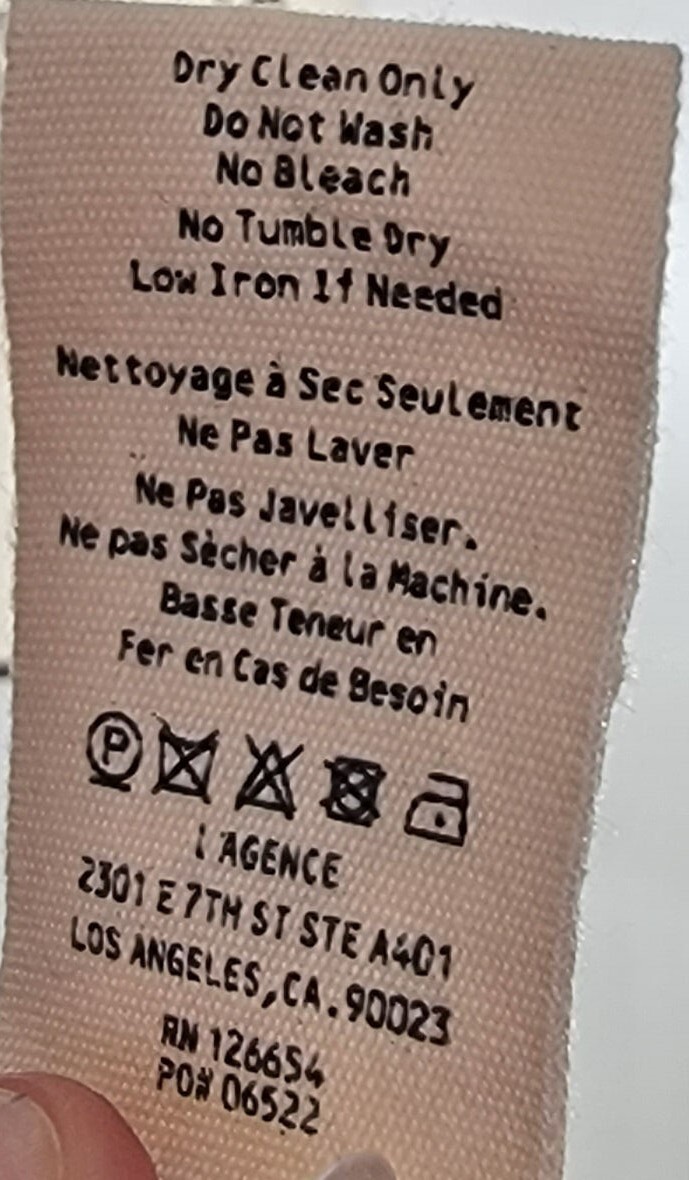 Dry Clean Only
Do Not Wash
No Bleach
No Tumble Dry
Low Iron If Needed
Nettoyage à Sec Seulement
Ne Pas Laver
Ne Pas Javelliser.
Ne pas Sècher à la Machine.
Basse Teneur en
Fer en Cas de Besoin
P
L'AGENCE
2301 E 7TH ST STE A401
LOS ANGELES, CA. 90023
RN 126654
PO# 06522